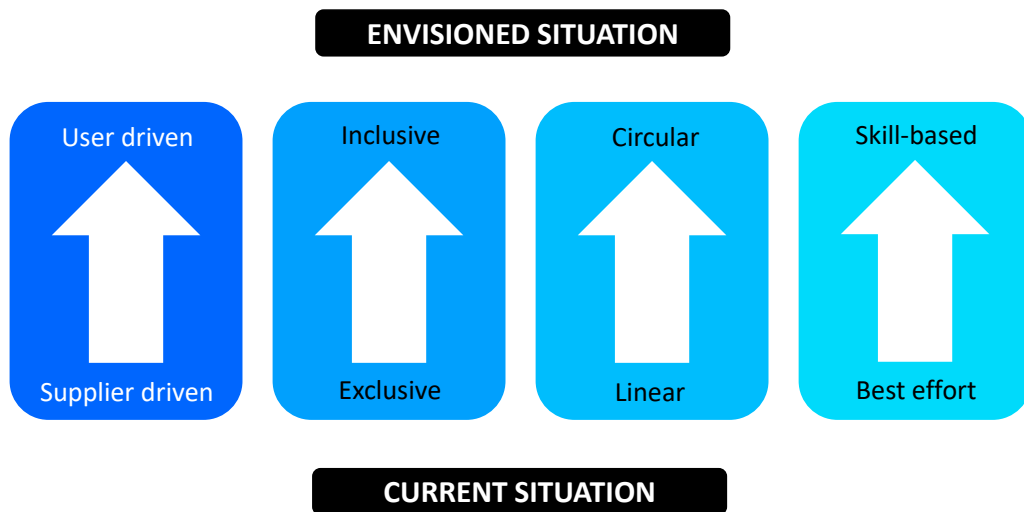 ENVISIONED SITUATION
User driven
Inclusive
Circular
Skill-based
Supplier driven
Exclusive
Linear
Best effort
CURRENT SITUATION